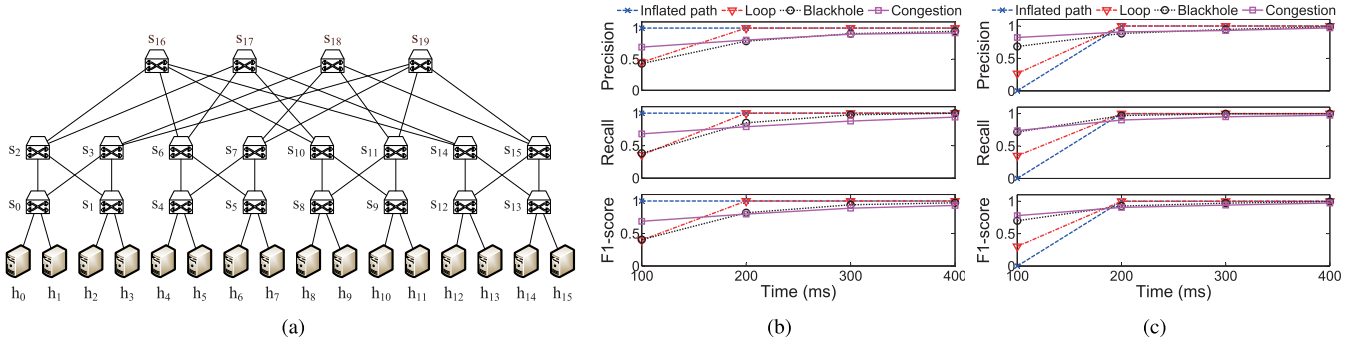 s16 s17 s18 s19
s2 s3 s6 s7 s10 s11 s14 s15
s0 s1 s4 s5 s8 s9 s12 s13
h0 h1 h2 h3 h4 h5 h6 h7 h8 h9 h10 h11 h12 h13 h14 h15
(a)
Inflated path Loop Blackhole Congestion
Precision
1
0.5
0
Recall
1
0.5
0
F1-score
1
0.5
0
100 200 300 400
Time (ms)
(b)
Inflated path Loop Blackhole Congestion
Precision
1
0.5
0
Recall
1
0.5
0
F1-score
1
0.5
0
100 200 300 400
Time (ms)
(c)